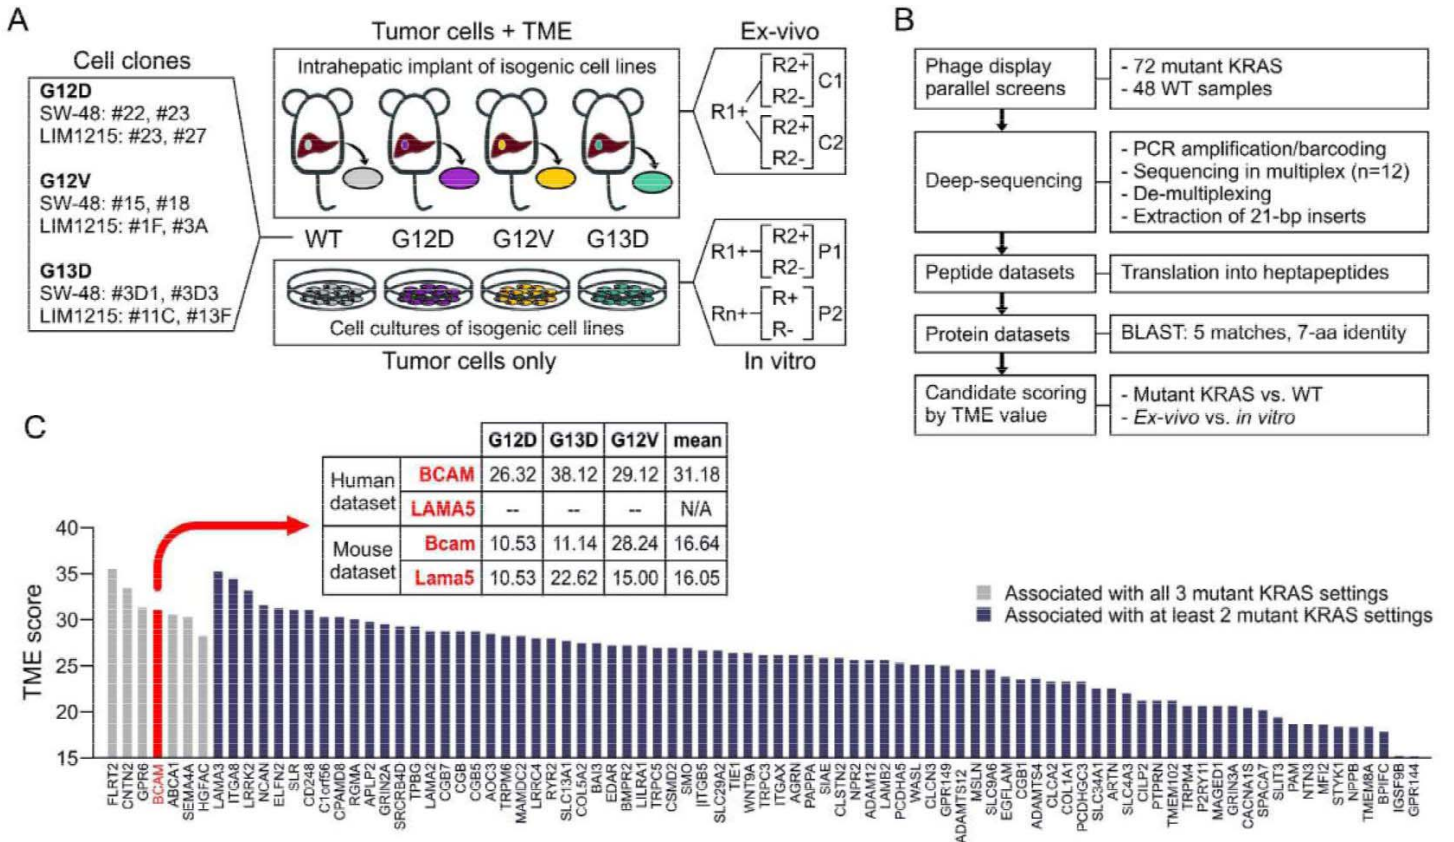 A
Tumor cells + TME
Ex-vivo
Cell clones
G12D
SW-48: #22, #23
LIM1215: #23, #27
G12V
SW-48: #15, #18
LIM1215: #1F, #3A
G13D
SW-48: #3D1, #3D3
LIM1215: #11C, #13F
Intrahepatic implant of isogenic cell lines
WT
G12D
G12V
G13D
Cell cultures of isogenic cell lines
Tumor cells only
R1+
R2+
R2-
C1
R2+
R2-
C2
R1+
R2+
R2-
P1
Rn+
R+
R-
P2
In vitro
B
Phage display
parallel screens
- 72 mutant KRAS
- 48 WT samples
Deep-sequencing
- PCR amplification/barcoding
- Sequencing in multiplex (n=12)
- De-multiplexing
- Extraction of 21-bp inserts
Peptide datasets
Translation into heptapeptides
Protein datasets
BLAST: 5 matches, 7-aa identity
Candidate scoring
by TME value
- Mutant KRAS vs. WT
- Ex-vivo vs. in vitro
C
G12D G13D G12V mean
Human
dataset
BCAM 26.32 38.12 29.12 31.18
LAMA5 -- -- -- N/A
Mouse
dataset
Bcam 10.53 11.14 28.24 16.64
Lama5 10.53 22.62 15.00 16.05
Associated with all 3 mutant KRAS settings
Associated with at least 2 mutant KRAS settings
TME score
40
35
30
25
20
15
FLRT2
CNTN2
GPR6
BCAM
ABCA1
SEMA4A
HGFAC
LAMA3
ITGA8
LRRK2
NCAN
ELFN2
SLR
CD248
C1orf56
CPAMD8
RGMA
APLP2
GRIN2A
SRCRB4D
TPBG
LAMA2
CGB7
CGB
CGB5
AOC3
TRPM6
MAMDC2
LRRC4
RYR2
SLC13A1
COL5A2
BAI3
EDAR
BMPR2
LILRA1
TRPC5
CSMD2
SMO
|ITGB5
SLC29A2
TIE1
WNT9A
TRPC3
ITGAX
AGRN
PAPPA
SIAE
CLSTN2
NPR2
ADAM12
LAMB2
PCDHA5
WASL
CLCN3
GPR149
ADAMTS12
MSLN
SLC9A6
EGFLAM
CGB1
ADAMTS4
CLCA2
COL1A1
PCDHGC3
SLC34A1
ARTN
SLC4A3
CILP2
PTPRN
TMEM102
TRPM4
P2RY11
MAGED1
GRIN3A
CACNA1S
SPACA7
SLIT3
PAM
NTN3
MFI2
STYK1
NPPB
TMEM8A
BPIFC
IGSF9B
GPR144